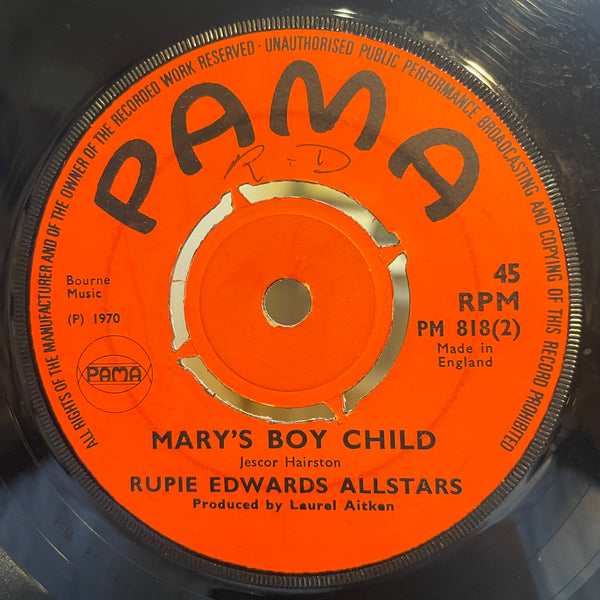 ALL RIGHTS OF THE MANUFACTURER AND OF THE OWNER OF THE RECORDED WORK RESERVED · UNAUTHORISED PUBLIC PERFORMANCE BROADCASTING AND COPYING OF THIS RECORD PROHIBITED
PAMA
R-D
Bourne
Music
(P) 1970
PAMA
45
RPM
PM 818(2)
Made in
England
MARY'S BOY CHILD
Jescor Hairston
RUPIE EDWARDS ALLSTARS
Produced by Laurel Aitken